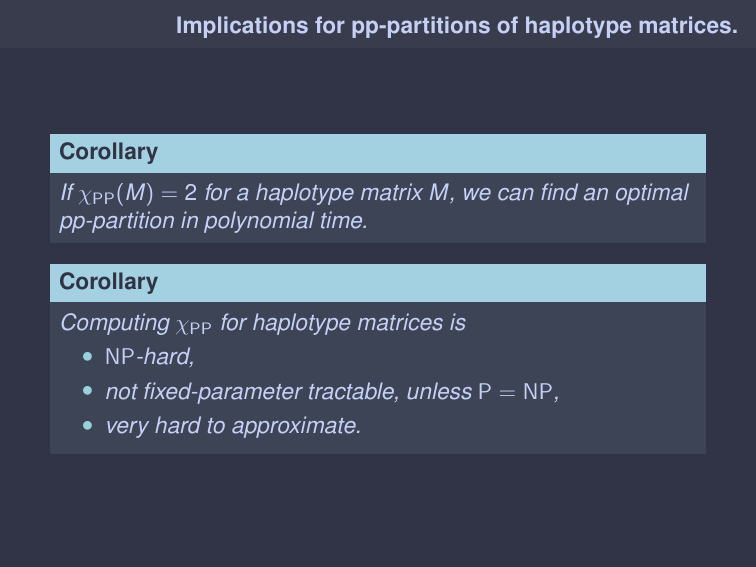 Implications for pp-partitions of haplotype matrices.
Corollary
If χPP(M) = 2 for a haplotype matrix M, we can find an optimal
pp-partition in polynomial time.
Corollary
Computing χPP for haplotype matrices is
• NP-hard,
• not fixed-parameter tractable, unless P = NP,
• very hard to approximate.